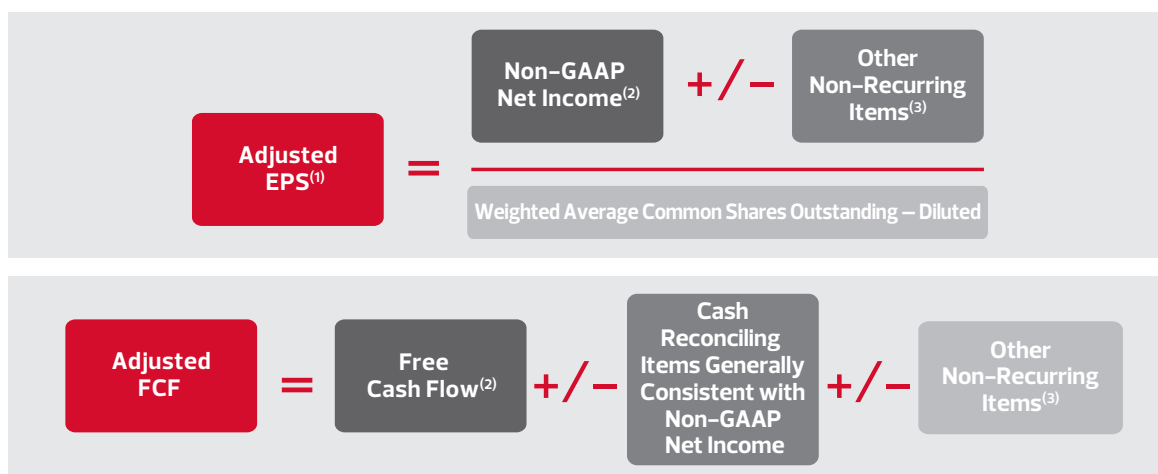 Non-GAAP
Net Income(2)
+/-
Other
Non-Recurring
Items(3)
Adjusted
EPS(1)
=
Weighted Average Common Shares Outstanding – Diluted
Adjusted
FCF
=
Free
Cash Flow(2)
+/-
Cash
Reconciling
Items Generally
Consistent with
Non-GAAP
Net Income
+/-
Other
Non-Recurring
Items(3)